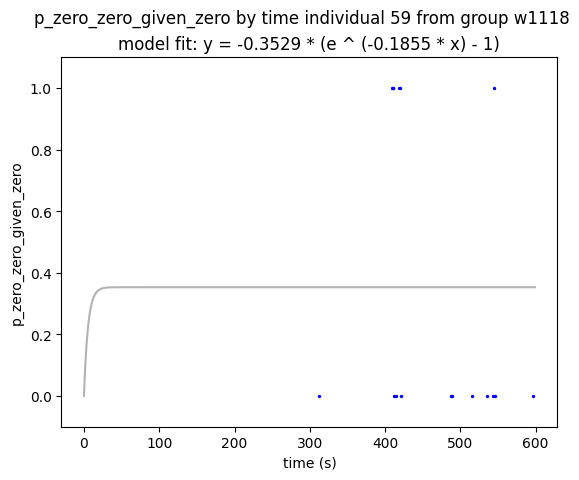 p_zero_zero_given_zero by time individual 59 from group w1118
model fit: y = -0.3529 * (e ^ (-0.1855 * x) - 1)
1.0
0.8
0.6
0.4
0.2
0.0
p_zero_zero_given_zero
0 100 200 300 400 500 600
time (s)